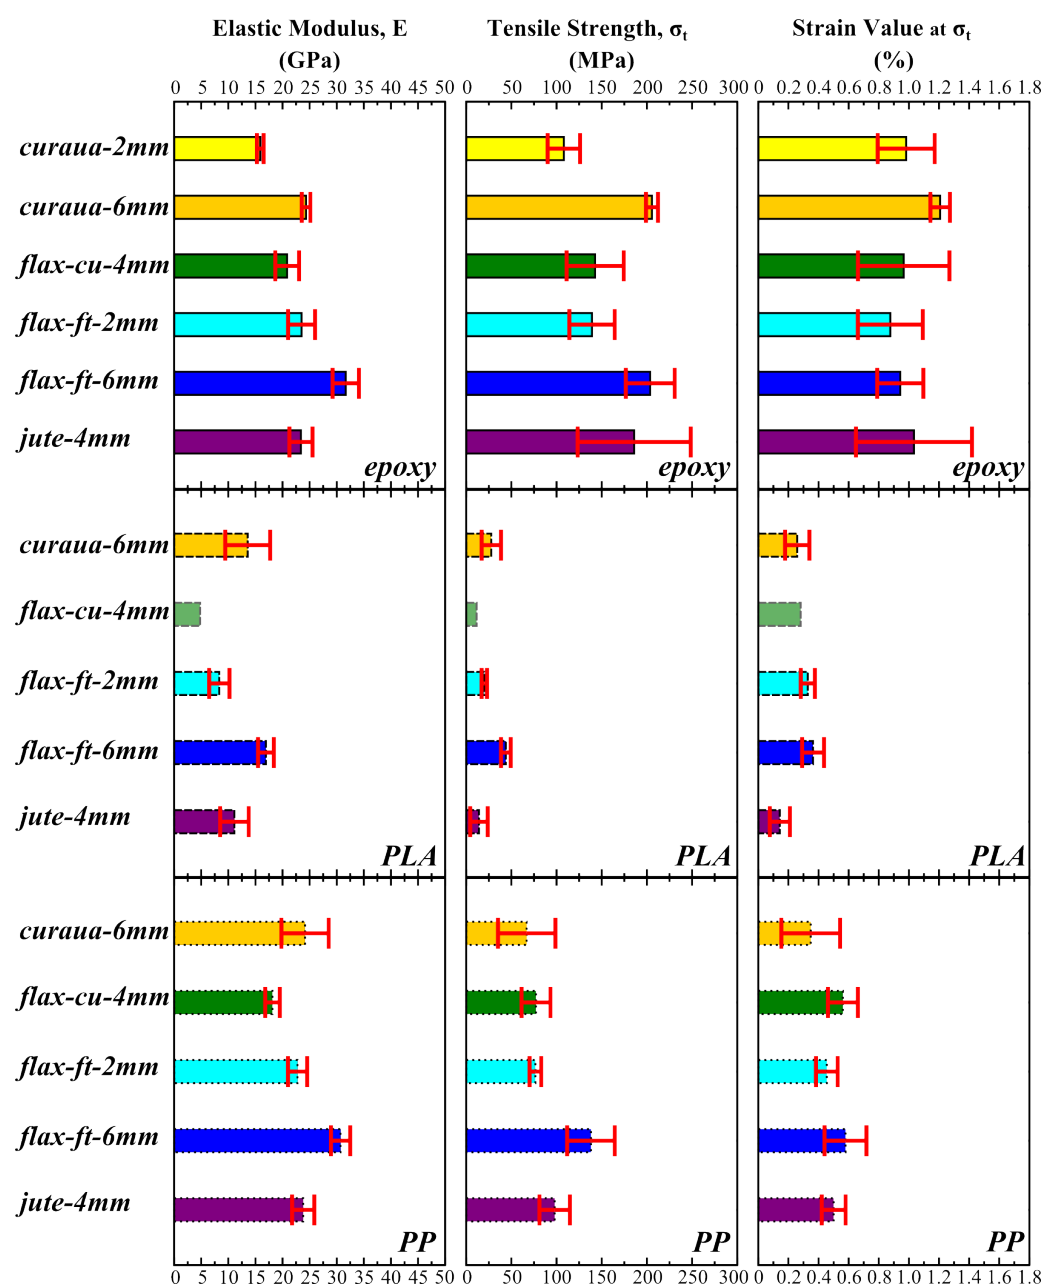 Elastic Modulus, E Tensile Strength, σt Strain Value at σt
(GPa) (MPa) (%)
0 5 10 15 20 25 30 35 40 45 50 0 50 100 150 200 250 300 0 0.2 0.4 0.6 0.8 1.0 1.2 1.4 1.6 1.8
curaua-2mm
curaua-6mm
flax-cu-4mm
flax-ft-2mm
flax-ft-6mm
jute-4mm
epoxy epoxy epoxy
curaua-6mm
flax-cu-4mm
flax-ft-2mm
flax-ft-6mm
jute-4mm
PLA PLA PLA
curaua-6mm
flax-cu-4mm
flax-ft-2mm
flax-ft-6mm
jute-4mm
PP PP PP
0 5 10 15 20 25 30 35 40 45 50 0 50 100 150 200 250 300 0 0.2 0.4 0.6 0.8 1.0 1.2 1.4 1.6 1.8